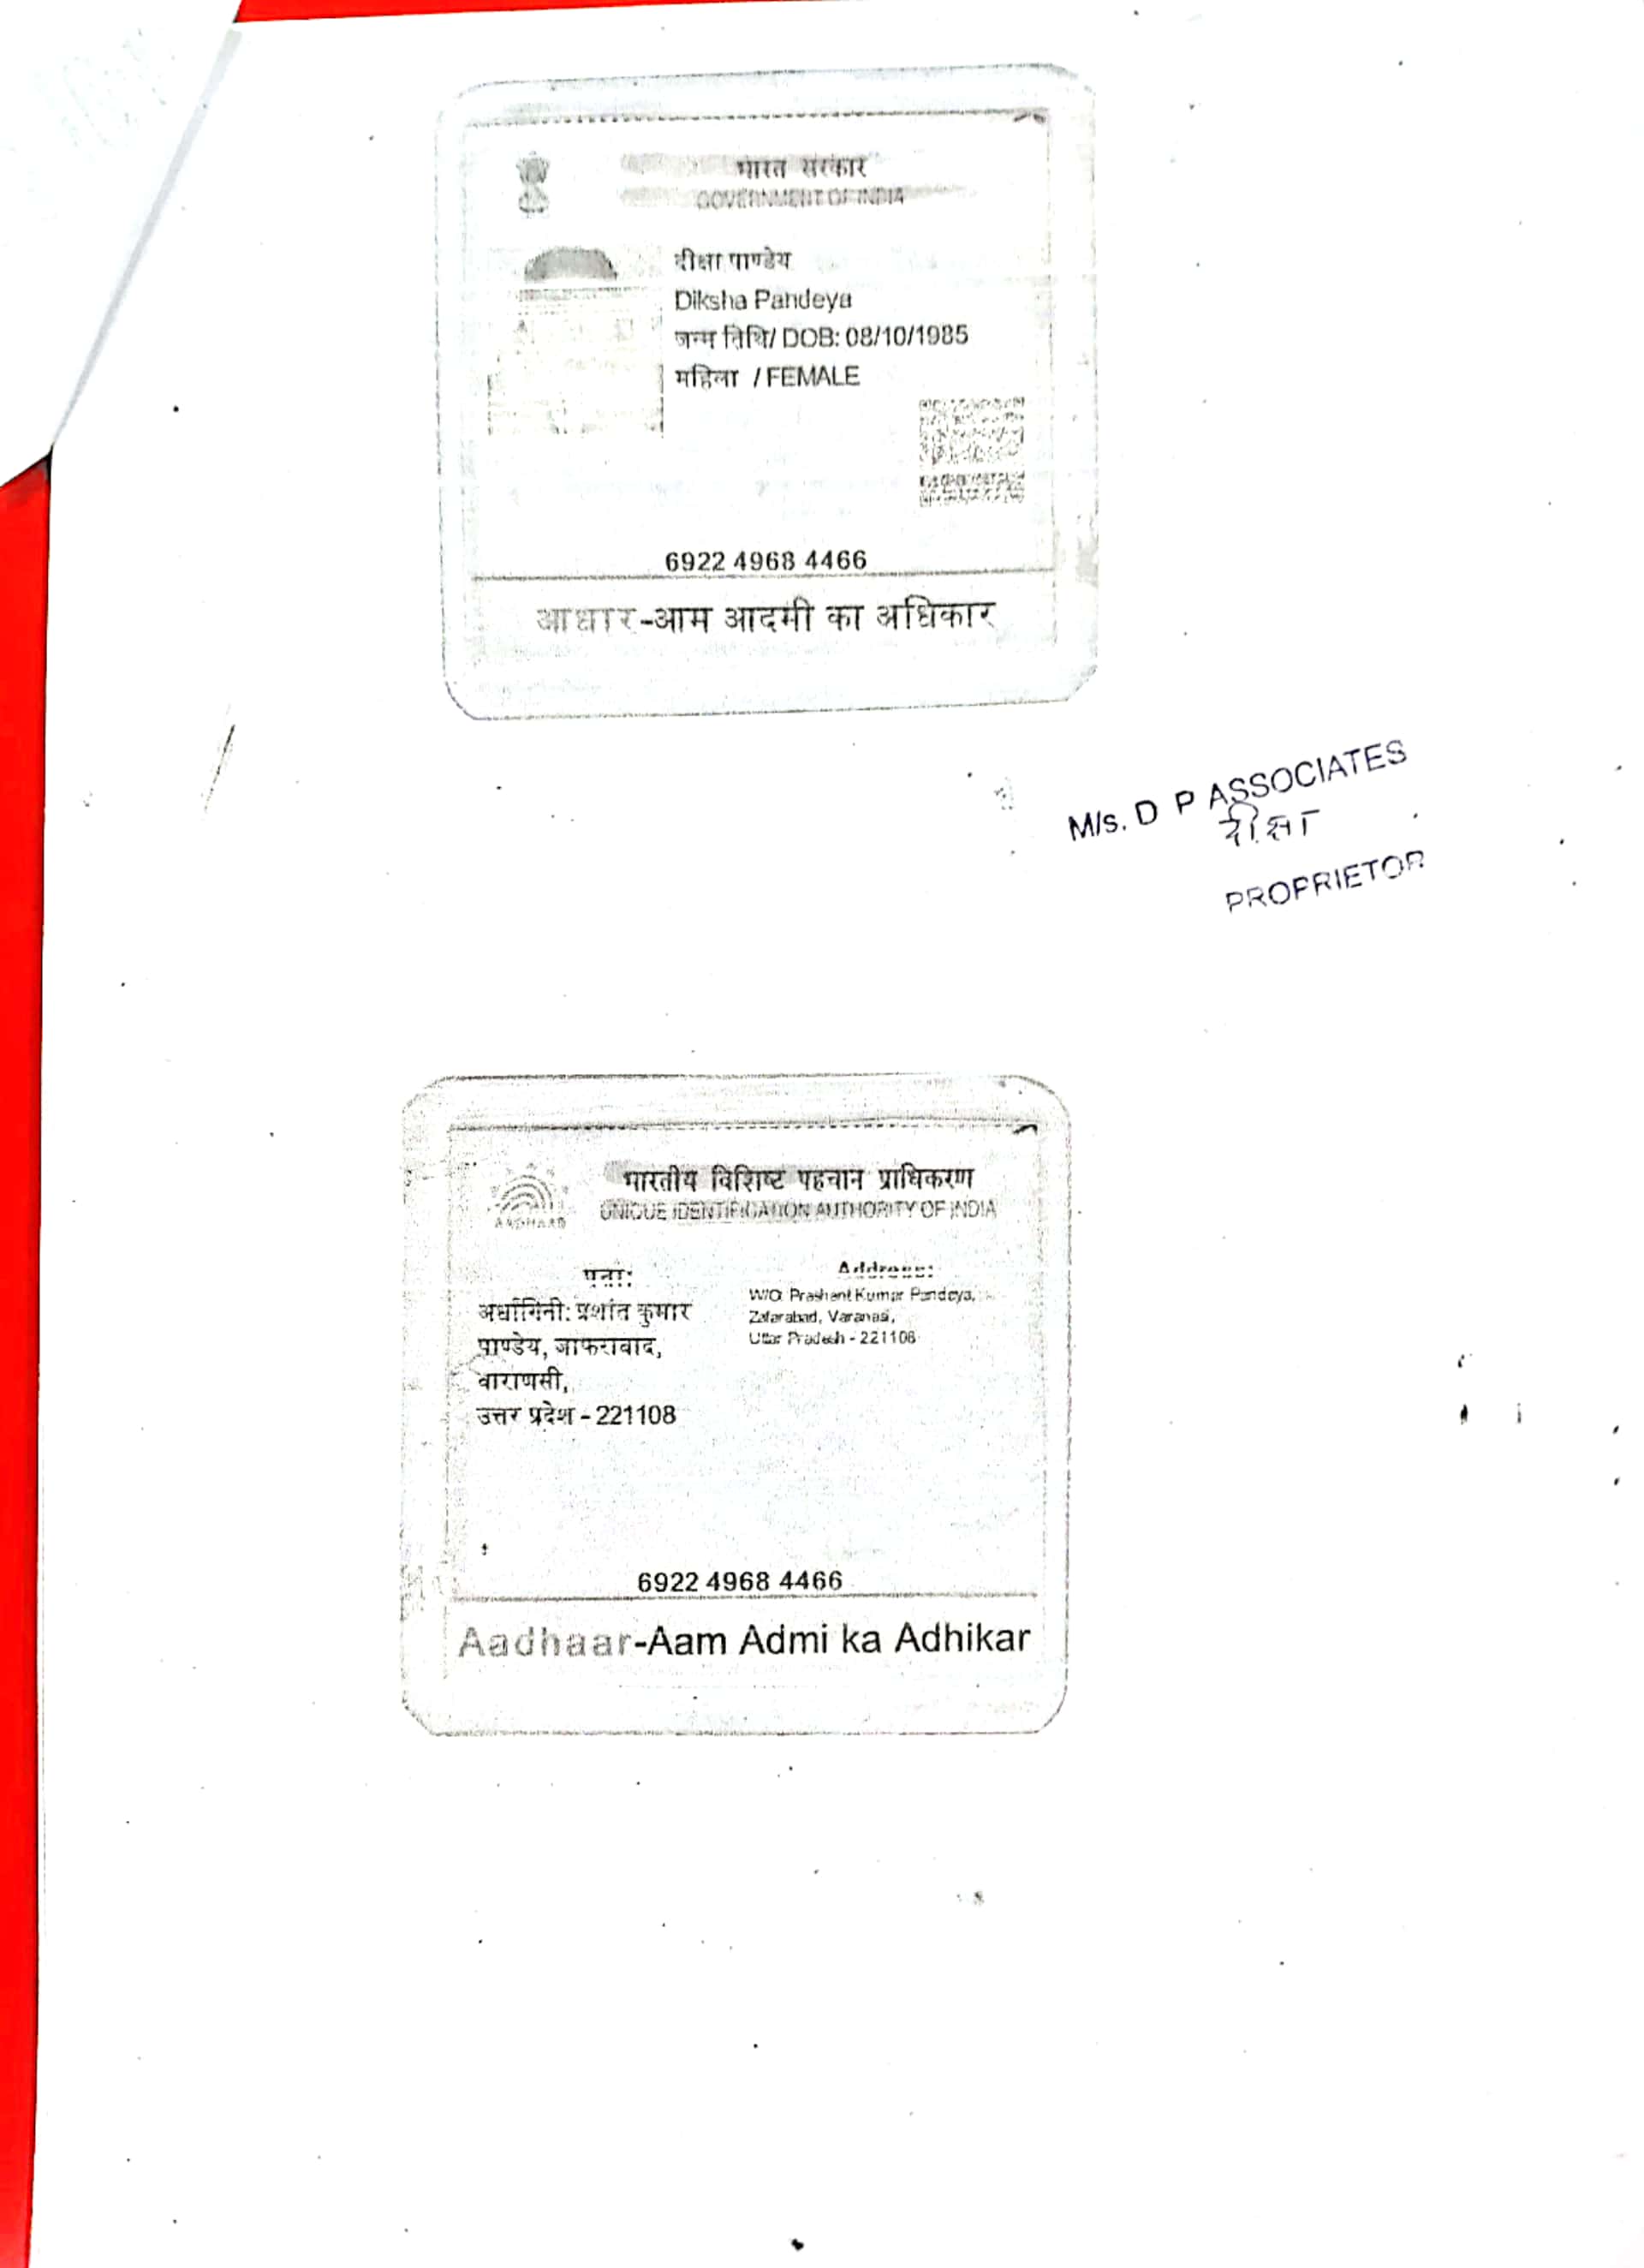 भारत सरकार
GOVERNMENT OF INDIA
दीक्षा पाण्डेय
Diksha Pandeya
जन्म तिथि/ DOB: 08/10/1985
महिला / FEMALE
6922 4968 4466
आधार-आम आदमी का अधिकार
M/s. D P ASSOCIATES
दीक्षा
PROPRIETOR
भारतीय विशिष्ट पहचान प्राधिकरण
UNIQUE IDENTIFICATION AUTHORITY OF INDIA
AADHAAR
पता:
अर्धांगिनी: प्रशांत कुमार
पाण्डेय, जाफराबाद,
वाराणसी,
उत्तर प्रदेश - 221108
Address:
W/O: Prashant Kumar Pandeya,
Zafarabad, Varanasi,
Uttar Pradesh - 221108
6922 4968 4466
Aadhaar-Aam Admi ka Adhikar